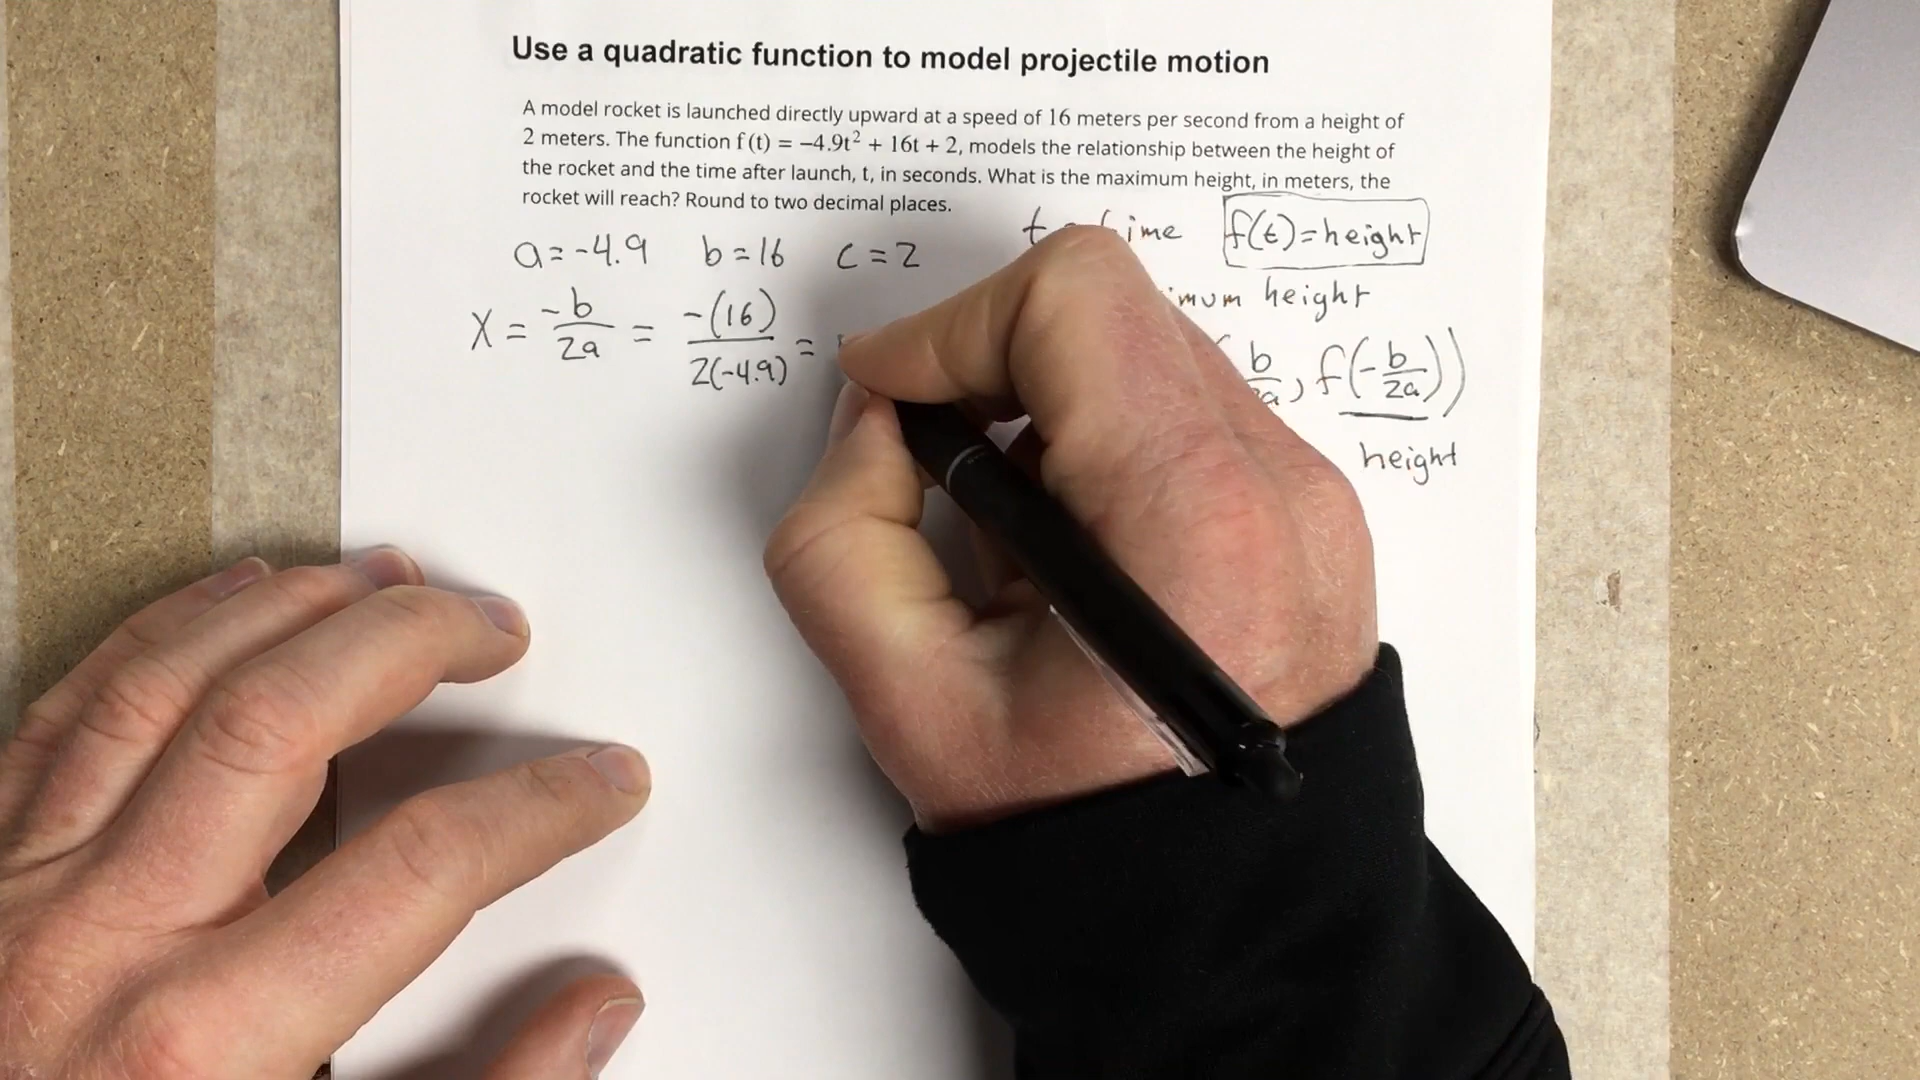 Use a quadratic function to model projectile motion
A model rocket is launched directly upward at a speed of 16 meters per second from a height of
2 meters. The function f (t) = −4.9t² + 16t + 2, models the relationship between the height of
the rocket and the time after launch, t, in seconds. What is the maximum height, in meters, the
rocket will reach? Round to two decimal places.
t ime f(t)=height
a=-4.9 b=16 c=2
mum height
X = -b/2a = -(16)/2(-4.9) =
b/2a, f(-b/2a))
height